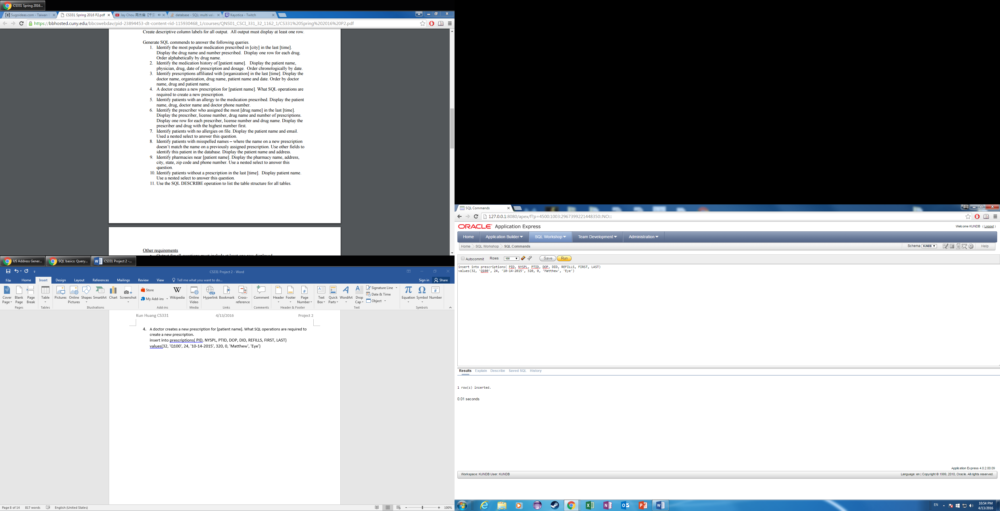 CS331 Spring 2016...
Sugoideas.com - Taiwan
CS331 Spring 2016 P2.pdf
Jay Chou 周杰倫【千
database - SQL: multi val
Kayotica - Twitch
https://bbhosted.cuny.edu/bbcswebdav/pid-23894453-dt-content-rid-115930468_1/courses/QNS01_CSCI_331_32_1162_1/CS331%20Spring%202016%20P2.pdf
Create descriptive column labels for all output. All output must display at least one row.
Generate SQL commands to answer the following queries.
1. Identify the most popular medication prescribed in [city] in the last [time].
Display the drug name and number prescribed. Display one row for each drug.
Order alphabetically by drug name.
2. Identify the medication history of [patient name]. Display the patient name,
physician, drug, date of prescription and dosage. Order chronologically by date.
3. Identify prescriptions affiliated with [organization] in the last [time]. Display the
doctor name, organization, drug name, patient name and date. Order by doctor
name, drug and patient name.
4. A doctor creates a new prescription for [patient name]. What SQL operations are
required to create a new prescription.
5. Identify patients with an allergy to the medication prescribed. Display the patient
name, drug, doctor name and doctor phone number.
6. Identify the prescriber who assigned the most [drug name] in the last [time].
Display the prescriber, license number, drug name and number of prescriptions.
Display one row for each prescriber, license number and drug name. Display the
prescriber and drug with the highest number first.
7. Identify patients with no allergies on file. Display the patient name and email.
Used a nested select to answer this question.
8. Identify patients with misspelled names – where the name on a new prescription
doesn't match the name on a previously assigned prescription. Use other fields to
identify this patient in the database. Display the patient name and address.
9. Identify pharmacies near [patient name]. Display the pharmacy name, address,
city, state, zip code and phone number. Use a nested select to answer this
question.
10. Identify patients without a prescription in the last [time]. Display patient name.
Use a nested select to answer this question.
11. Use the SQL DESCRIBE operation to list the table structure for all tables.
Other requirements
Output for all questions must include at least one row displayed
US Address Gener...
SQL basics: Query...
CS331 Project 2 -...
CS331 Project 2 - Word
File Home Insert Design Layout References Mailings Review View Tell me what you want to do... Sign in Share
Cover Page
Blank Page
Page Break
Table
Pictures
Online Pictures
Shapes
SmartArt
Chart
Screenshot
Store
My Add-ins
Wikipedia
Online Video
Hyperlink
Bookmark
Cross-reference
Comment
Header
Footer
Page Number
Text Box
Quick Parts
WordArt
Drop Cap
Signature Line
Date & Time
Object
Equation
Symbol
Number
Pages Tables Illustrations Add-ins Media Links Comments Header & Footer Text Symbols
Kun Huang CS331 4/13/2016 Project 2
4. A doctor creates a new prescription for [patient name]. What SQL operations are required to
create a new prescription.
insert into prescriptions( PID, NYSPL, PTID, DOP, DID, REFILLS, FIRST, LAST)
values(32, 'Q100', 24, '10-14-2015', 320, 0, 'Matthew', 'Eye')
Page 8 of 14 817 words English (United States) 100%
SQL Commands
127.0.0.1:8080/apex/f?p=4500:1003:2967399221448350::NO:::
ORACLE Application Express
Welcome KUNDB ( Logout )
Home Application Builder SQL Workshop Team Development Administration
Home SQL Workshop SQL Commands
Schema KUNDB Help
Autocommit Rows 100 Save Run
insert into prescriptions( PID, NYSPL, PTID, DOP, DID, REFILLS, FIRST, LAST)
values(32, 'Q100', 24, '10-14-2015', 320, 0, 'Matthew', 'Eye')
Results Explain Describe Saved SQL History
1 row(s) inserted.
0.01 seconds
Application Express 4.0.2.00.09
Workspace: KUNDB User: KUNDB
Language: en | Copyright © 1999, 2010, Oracle. All rights reserved.
EN
10:54 PM
4/13/2016